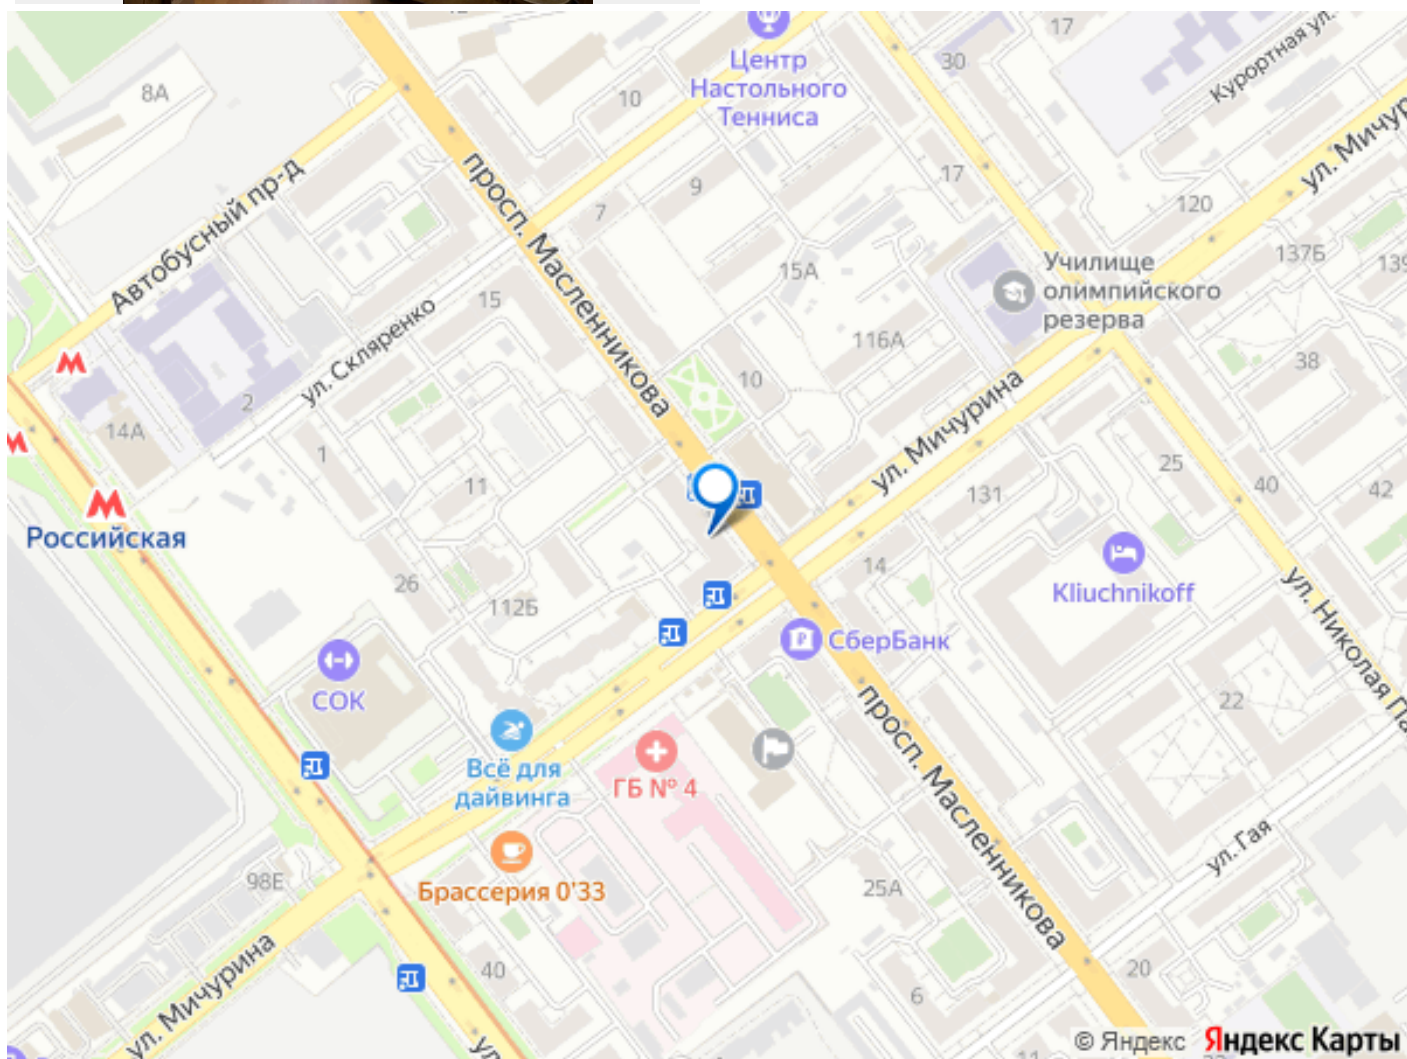 17
Курортная ул.
30
Центр
Настольного
Тенниса
8А
10
ул. Мичур
просп. Масленникова
Автобусный пр-д
9
17
7
120
15А
Училище
олимпийского
резерва
137Б
139
15
ул. Скляренко
116А
38
10
2
14А
1
ул. Мичурина
25
40
42
11
131
Российская
26
112Б
14
Kliuchnikoff
ул. Николая Па
СберБанк
СОК
22
просп. Масленникова
Всё для
дайвинга
ГБ № 4
ул. Гая
98Е
Брассерия 0'33
25А
ул. Мичурина
40
20
6
ул
11
© Яндекс Яндекс Карты